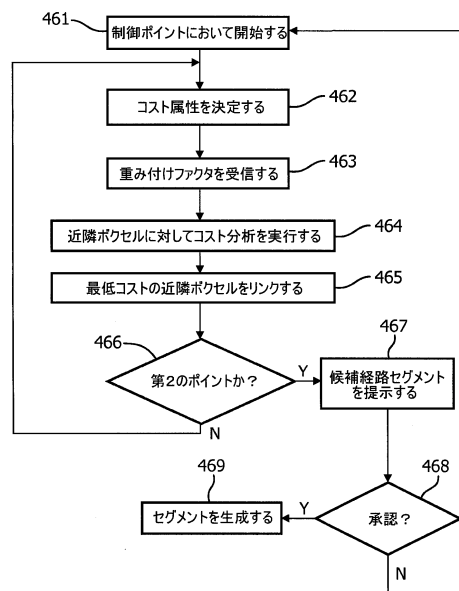 461
制御ポイントにおいて開始する
コスト属性を決定する
462
重み付けファクタを受信する
463
近隣ボクセルに対してコスト分析を実行する
464
最低コストの近隣ボクセルをリンクする
465
466
第2のポイントか?
Y
N
467
候補経路セグメント
を提示する
468
承認?
Y
N
469
セグメントを生成する